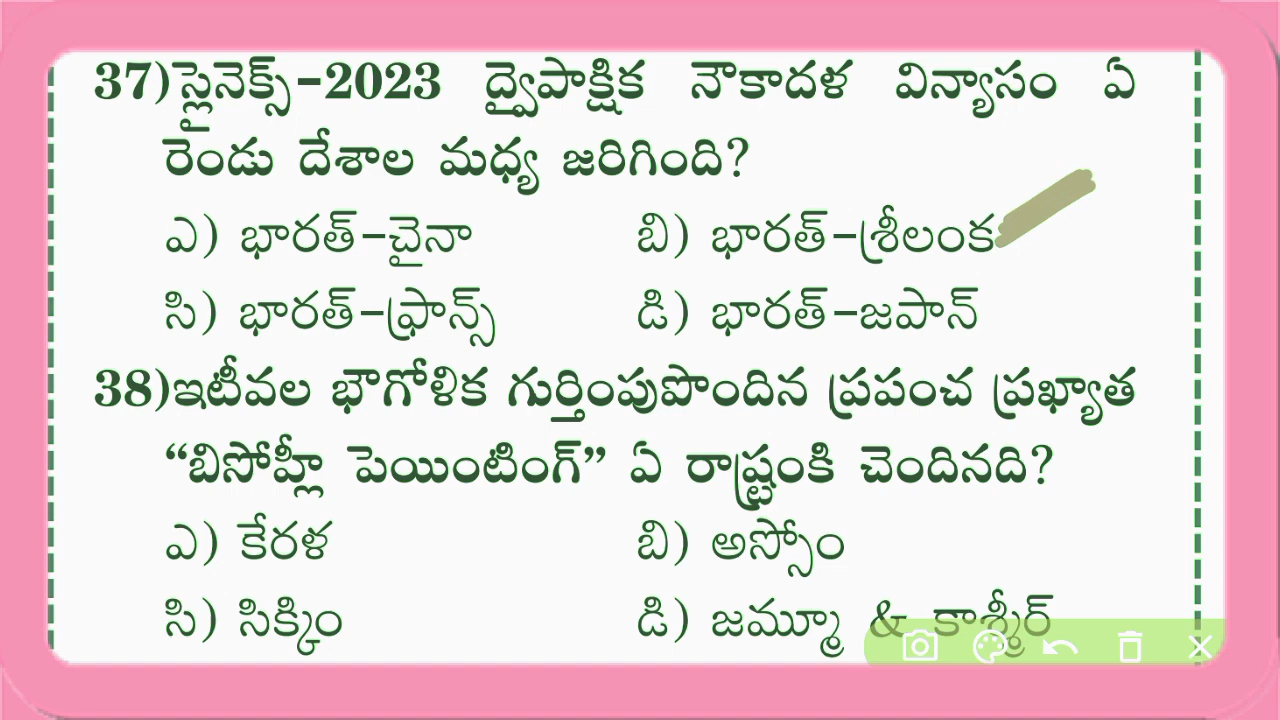 37)స్లైనెక్స్-2023 ద్వైపాక్షిక నౌకాదళ విన్యాసం ఏ
రెండు దేశాల మధ్య జరిగింది?
ఎ) భారత్-చైనా బి) భారత్-శ్రీలంక
సి) భారత్-ఫ్రాన్స్ డి) భారత్-జపాన్
38)ఇటీవల భౌగోళిక గుర్తింపుపొందిన ప్రపంచ ప్రఖ్యాత
“బిసోహ్లీ పెయింటింగ్” ఏ రాష్ట్రంకి చెందినది?
ఎ) కేరళ బి) అస్సోం
సి) సిక్కిం డి) జమ్మూ & కాశ్మీర్